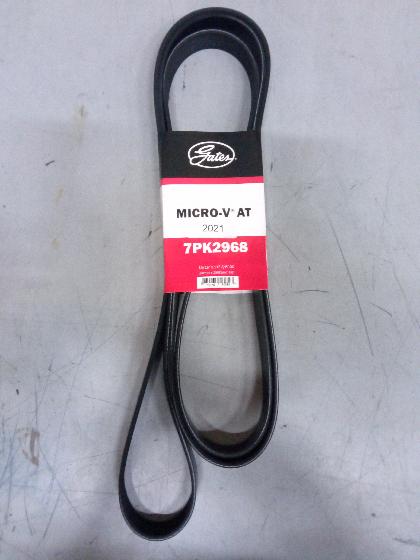 Gates
MICRO-V® AT
2021
7PK2968